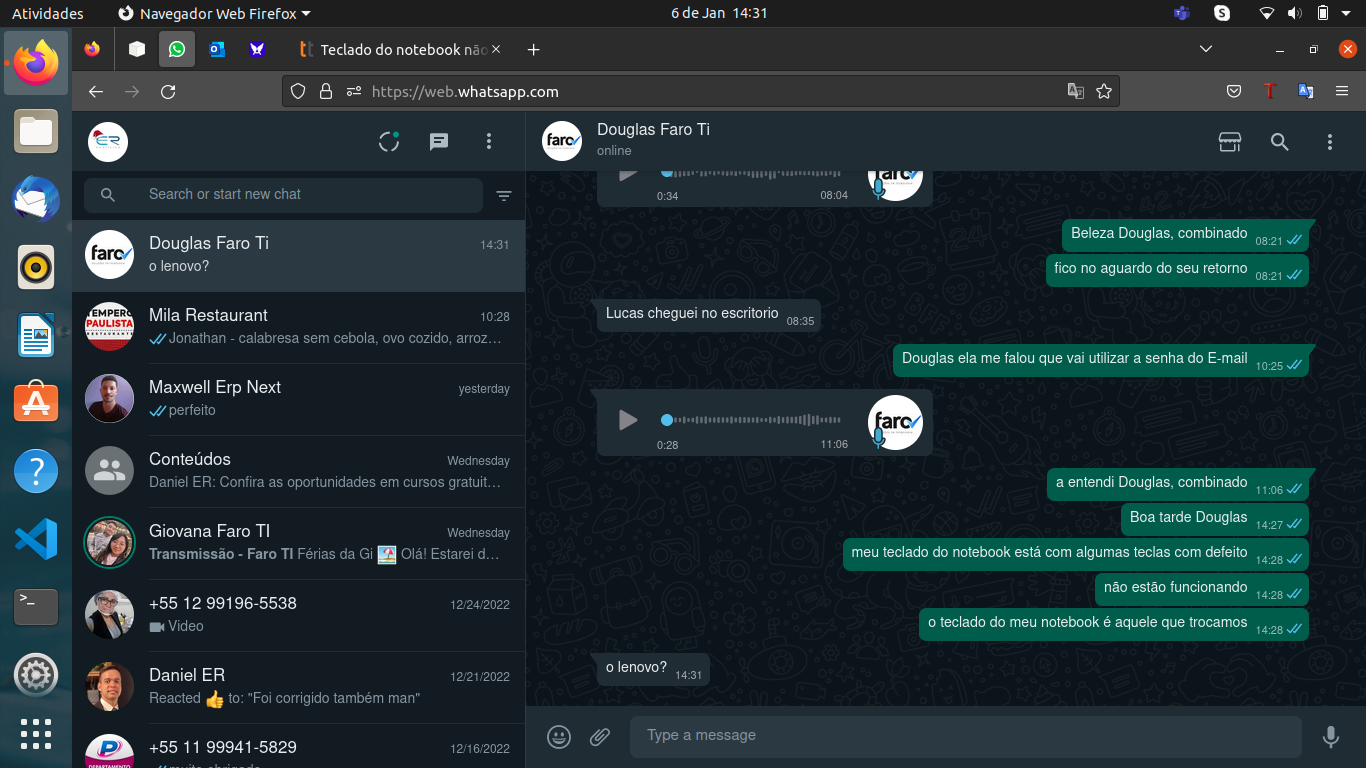 Atividades
Navegador Web Firefox
6 de Jan 14:31
Teclado do notebook não
https://web.whatsapp.com
Search or start new chat
Douglas Faro Ti
14:31
o lenovo?
Mila Restaurant
10:28
Jonathan - calabresa sem cebola, ovo cozido, arroz…
Maxwell Erp Next
yesterday
perfeito
Conteúdos
Wednesday
Daniel ER: Confira as oportunidades em cursos gratuit…
Giovana Faro TI
Wednesday
Transmissão - Faro TI Férias da Gi 🏖 Olá! Estarei d…
+55 12 99196-5538
12/24/2022
Video
Daniel ER
12/21/2022
Reacted 👍 to: "Foi corrigido também man"
+55 11 99941-5829
12/16/2022
ER
faro
TEMPERO
PAULISTA
RESTAURANTE
DEPARTAMENTO
Douglas Faro Ti
online
faro
0:34
08:04
Beleza Douglas, combinado
08:21
fico no aguardo do seu retorno
08:21
Lucas cheguei no escritorio
08:35
Douglas ela me falou que vai utilizar a senha do E-mail
10:25
faro
0:28
11:06
a entendi Douglas, combinado
11:06
Boa tarde Douglas
14:27
meu teclado do notebook está com algumas teclas com defeito
14:28
não estão funcionando
14:28
o teclado do meu notebook é aquele que trocamos
14:28
o lenovo?
14:31
Type a message